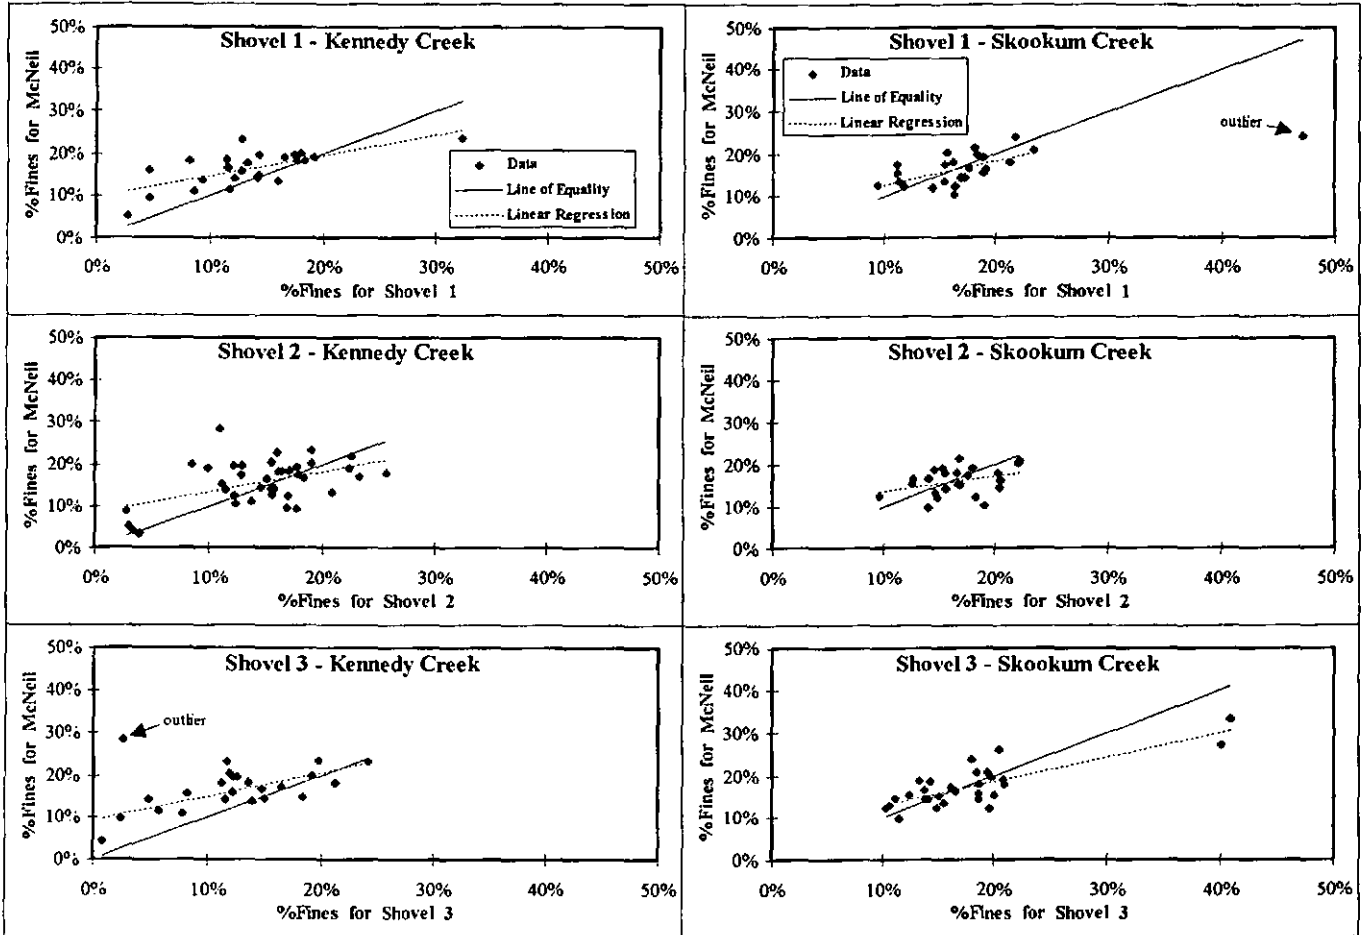 Shovel 1 - Kennedy Creek
50%
40%
30%
20%
10%
0%
%Fines for McNeil
Data
Line of Equality
Linear Regression
0% 10% 20% 30% 40% 50%
%Fines for Shovel 1
Shovel 1 - Skookum Creek
50%
40%
30%
20%
10%
0%
%Fines for McNeil
Data
Line of Equality
Linear Regression
outlier
0% 10% 20% 30% 40% 50%
%Fines for Shovel 1
Shovel 2 - Kennedy Creek
50%
40%
30%
20%
10%
0%
%Fines for McNeil
0% 10% 20% 30% 40% 50%
%Fines for Shovel 2
Shovel 2 - Skookum Creek
50%
40%
30%
20%
10%
0%
%Fines for McNeil
0% 10% 20% 30% 40% 50%
%Fines for Shovel 2
Shovel 3 - Kennedy Creek
50%
40%
30%
20%
10%
0%
%Fines for McNeil
outlier
0% 10% 20% 30% 40% 50%
%Fines for Shovel 3
Shovel 3 - Skookum Creek
50%
40%
30%
20%
10%
0%
%Fines for McNeil
0% 10% 20% 30% 40% 50%
%Fines for Shovel 3